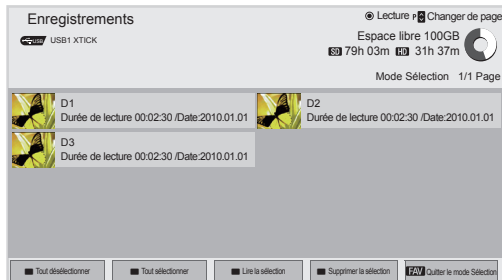 Enregistrements
Lecture P Changer de page
USB USB1 XTICK
Espace libre 100GB
SD 79h 03m HD 31h 37m
Mode Sélection 1/1 Page
D1
Durée de lecture 00:02:30 /Date:2010.01.01
D2
Durée de lecture 00:02:30 /Date:2010.01.01
D3
Durée de lecture 00:02:30 /Date:2010.01.01
Tout désélectionner
Tout sélectionner
Lire la sélection
Supprimer la sélection
FAV Quitter le mode Sélection